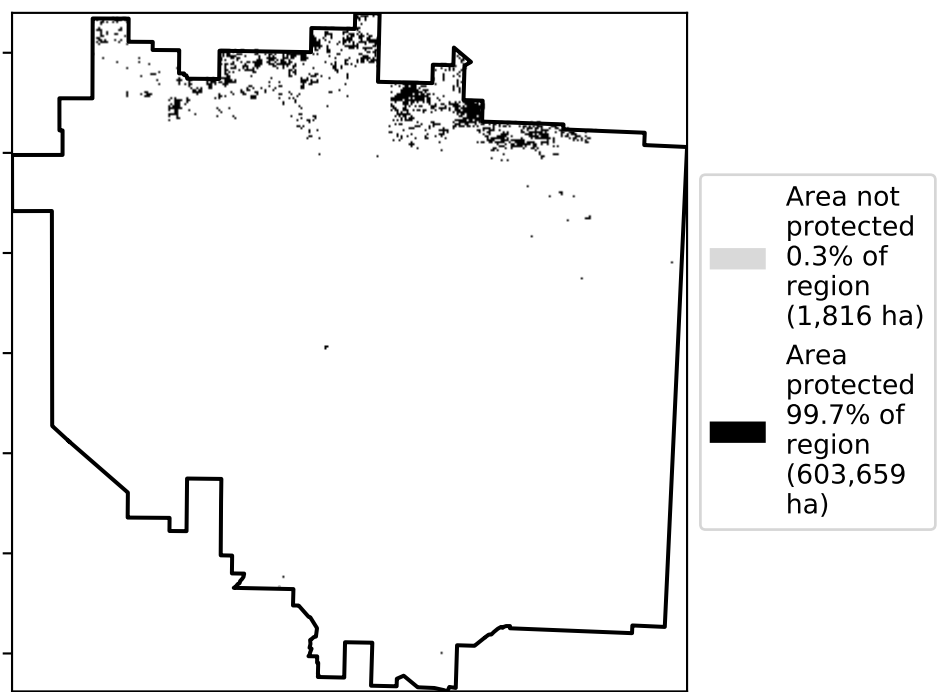 Area not
protected
0.3% of
region
(1,816 ha)
Area
protected
99.7% of
region
(603,659
ha)